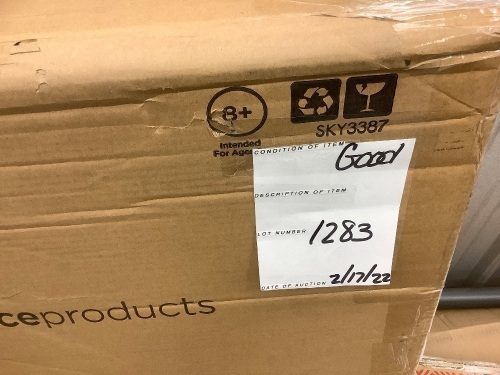 8+
Intended
For Ages
SKY3387
CONDITION OF ITEM
Good
DESCRIPTION OF ITEM
LOT NUMBER 1283
DATE OF AUCTION 2/17/22
ceproducts